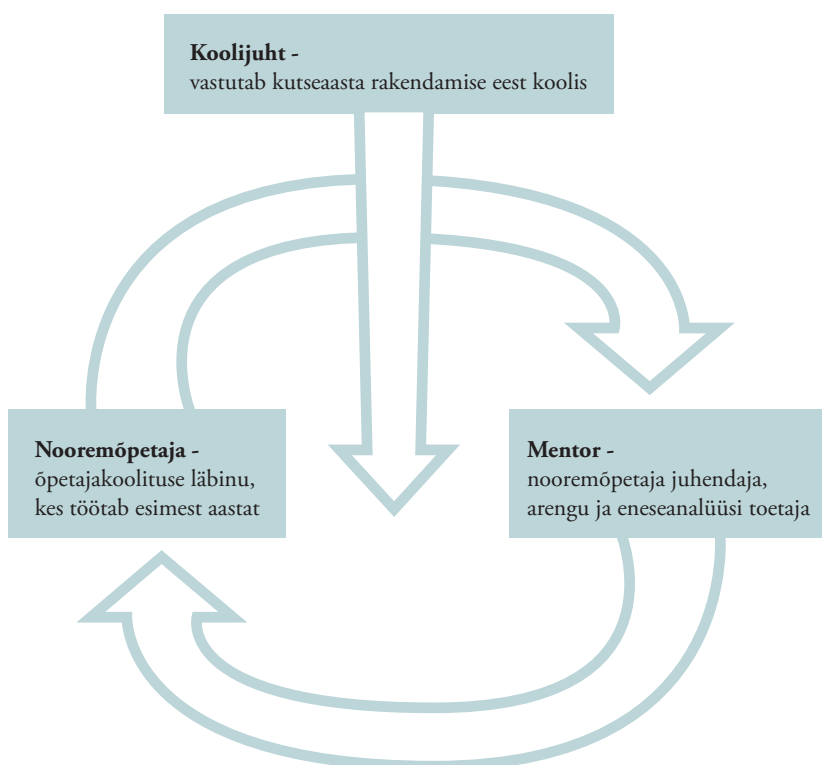 Koolijuht -
vastutab kutseaasta rakendamise eest koolis
Nooremõpetaja -
õpetajakoolituse läbinu,
kes töötab esimest aastat
Mentor -
nooremõpetaja juhendaja,
arengu ja eneseanalüüsi toetaja